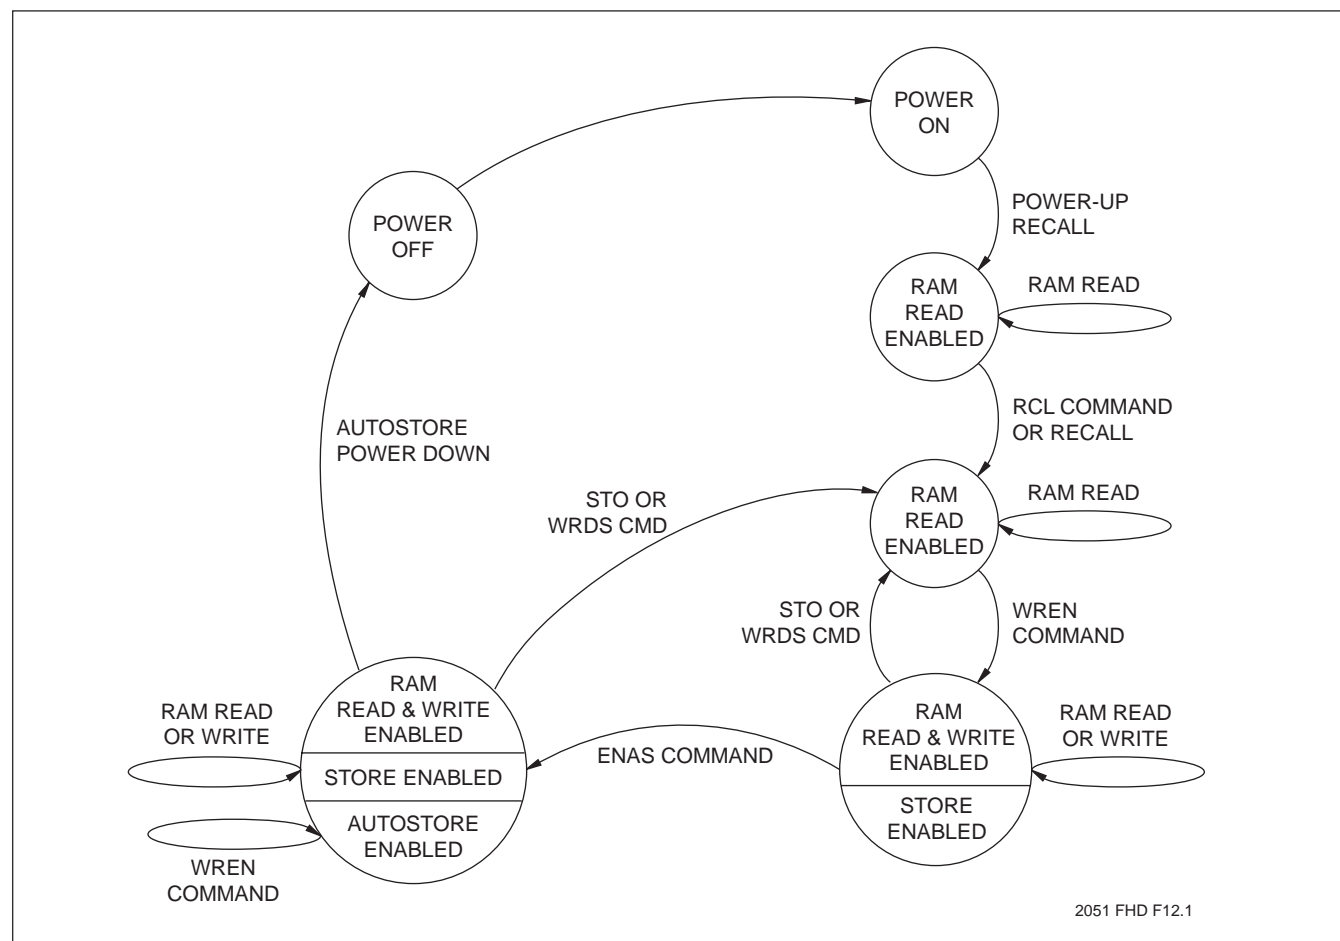 POWER
ON
POWER
OFF
POWER-UP
RECALL
RAM
READ
ENABLED
RAM READ
RCL COMMAND
OR RECALL
AUTOSTORE
POWER DOWN
STO OR
WRDS CMD
RAM
READ
ENABLED
RAM READ
STO OR
WRDS CMD
WREN
COMMAND
RAM
READ & WRITE
ENABLED
STORE ENABLED
AUTOSTORE
ENABLED
RAM READ
OR WRITE
WREN
COMMAND
ENAS COMMAND
RAM
READ & WRITE
ENABLED
STORE
ENABLED
RAM READ
OR WRITE
2051 FHD F12.1